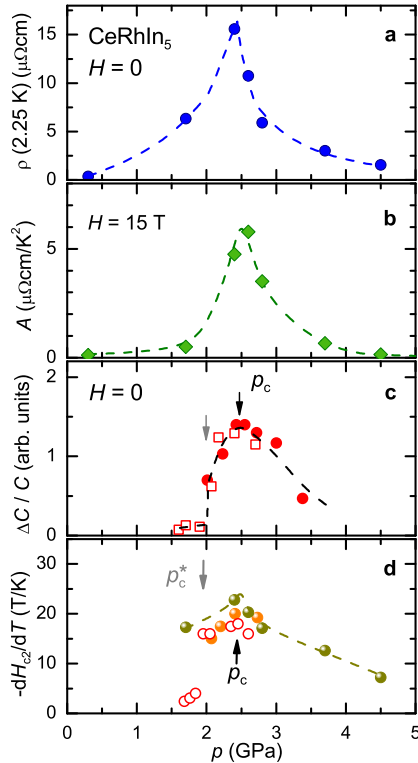 CeRhIn₅
a
H = 0
ρ (2.25 K) (μΩcm)
15
10
5
0
b
H = 15 T
A (μΩcm/K²)
5
0
c
H = 0
p_c
ΔC / C (arb. units)
2
1
0
d
p_c*
p_c
-dH_c2/dT (T/K)
30
20
10
0
0 1 2 3 4 5
p (GPa)